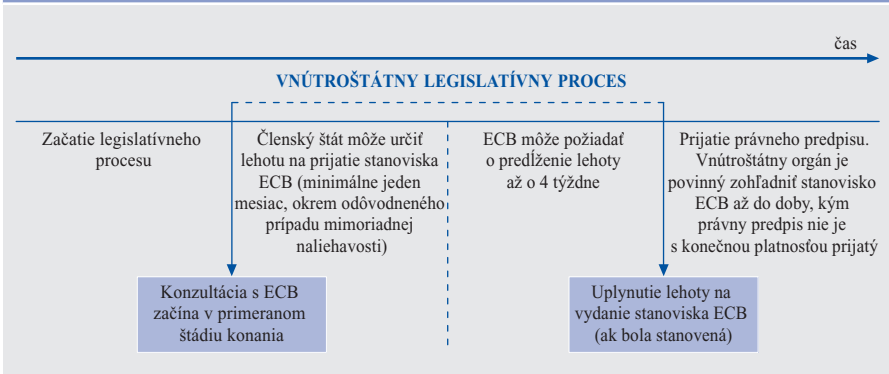 čas
VNÚTROŠTÁTNY LEGISLATÍVNY PROCES
Začatie legislatívneho
procesu
Členský štát môže určiť
lehotu na prijatie stanoviska
ECB (minimálne jeden
mesiac, okrem odôvodneného
prípadu mimoriadnej
naliehavosti)
ECB môže požiadať
o predĺženie lehoty
až o 4 týždne
Prijatie právneho predpisu.
Vnútroštátny orgán je
povinný zohľadniť stanovisko
ECB až do doby, kým
právny predpis nie je
s konečnou platnosťou prijatý
Konzultácia s ECB
začína v primeranom
štádiu konania
Uplynutie lehoty na
vydanie stanoviska ECB
(ak bola stanovená)